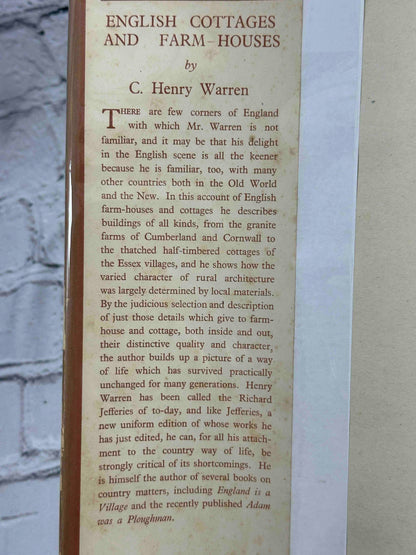 ENGLISH COTTAGES
AND FARM-HOUSES
by
C. Henry Warren
THERE are few corners of England
with which Mr. Warren is not
familiar, and it may be that his delight
in the English scene is all the keener
because he is familiar, too, with many
other countries both in the Old World
and the New. In this account of English
farm-houses and cottages he describes
buildings of all kinds, from the granite
farms of Cumberland and Cornwall to
the thatched half-timbered cottages of
the Essex villages, and he shows how the
varied character of rural architecture
was largely determined by local materials.
By the judicious selection and description
of just those details which give to farm-
house and cottage, both inside and out,
their distinctive quality and character,
the author builds up a picture of a way
of life which has survived practically
unchanged for many generations. Henry
Warren has been called the Richard
Jefferies of to-day, and like Jefferies, a
new uniform edition of whose works he
has just edited, he can, for all his attach-
ment to the country way of life, be
strongly critical of its shortcomings. He
is himself the author of several books on
country matters, including England is a
Village and the recently published Adam
was a Ploughman.